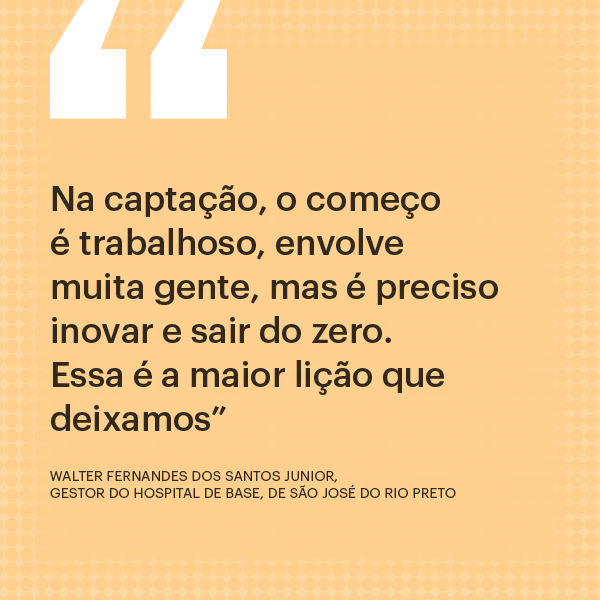 Na captação, o começo
é trabalhoso, envolve
muita gente, mas é preciso
inovar e sair do zero.
Essa é a maior lição que
deixamos”
WALTER FERNANDES DOS SANTOS JUNIOR,
GESTOR DO HOSPITAL DE BASE, DE SÃO JOSÉ DO RIO PRETO